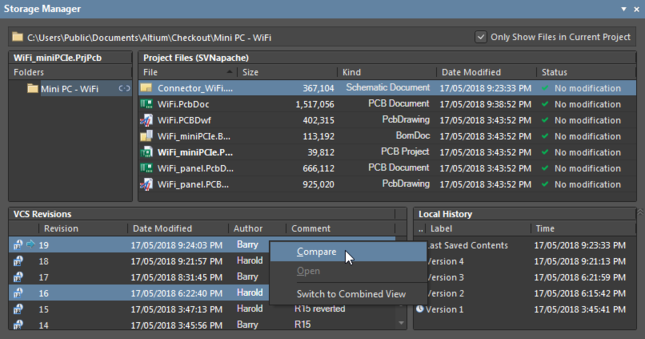 Storage Manager
C:\Users\Public\Documents\Altium\Checkout\Mini PC - WiFi
Only Show Files in Current Project
WiFi_miniPCIe.PrjPcb
Folders
Mini PC - WiFi
Project Files (SVNapache)
File Size Kind Date Modified Status
Connector_WiFi.... 367,104 Schematic Document 17/05/2018 9:23:33 PM No modification
WiFi.PcbDoc 1,517,056 PCB Document 17/05/2018 9:38:52 PM No modification
WiFi.PCBDwf 402,315 PcbDrawing 17/05/2018 3:43:52 PM No modification
WiFi_miniPCIe.B... 113,192 BomDoc 17/05/2018 3:43:52 PM No modification
WiFi_miniPCIe.P... 39,812 PCB Project 17/05/2018 3:43:52 PM No modification
WiFi_panel.PcbD... 666,112 PCB Document 17/05/2018 3:43:52 PM No modification
WiFi_panel.PCB... 925,020 PcbDrawing 17/05/2018 3:43:52 PM No modification
VCS Revisions
Revision Date Modified Author Comment
19 17/05/2018 9:24:03 PM Barry
18 17/05/2018 9:21:57 PM Harold
17 17/05/2018 8:31:45 PM Barry
16 17/05/2018 6:22:40 PM Harold
15 17/05/2018 3:47:13 PM Harold R15 reverted
14 17/05/2018 3:45:56 PM Barry R15
Compare
Open
Switch to Combined View
Local History
.. Label Time
Last Saved Contents 17/05/2018 9:23:33 PM
Version 4 17/05/2018 9:21:13 PM
Version 3 17/05/2018 6:21:59 PM
Version 2 17/05/2018 6:15:42 PM
Version 1 17/05/2018 3:45:41 PM